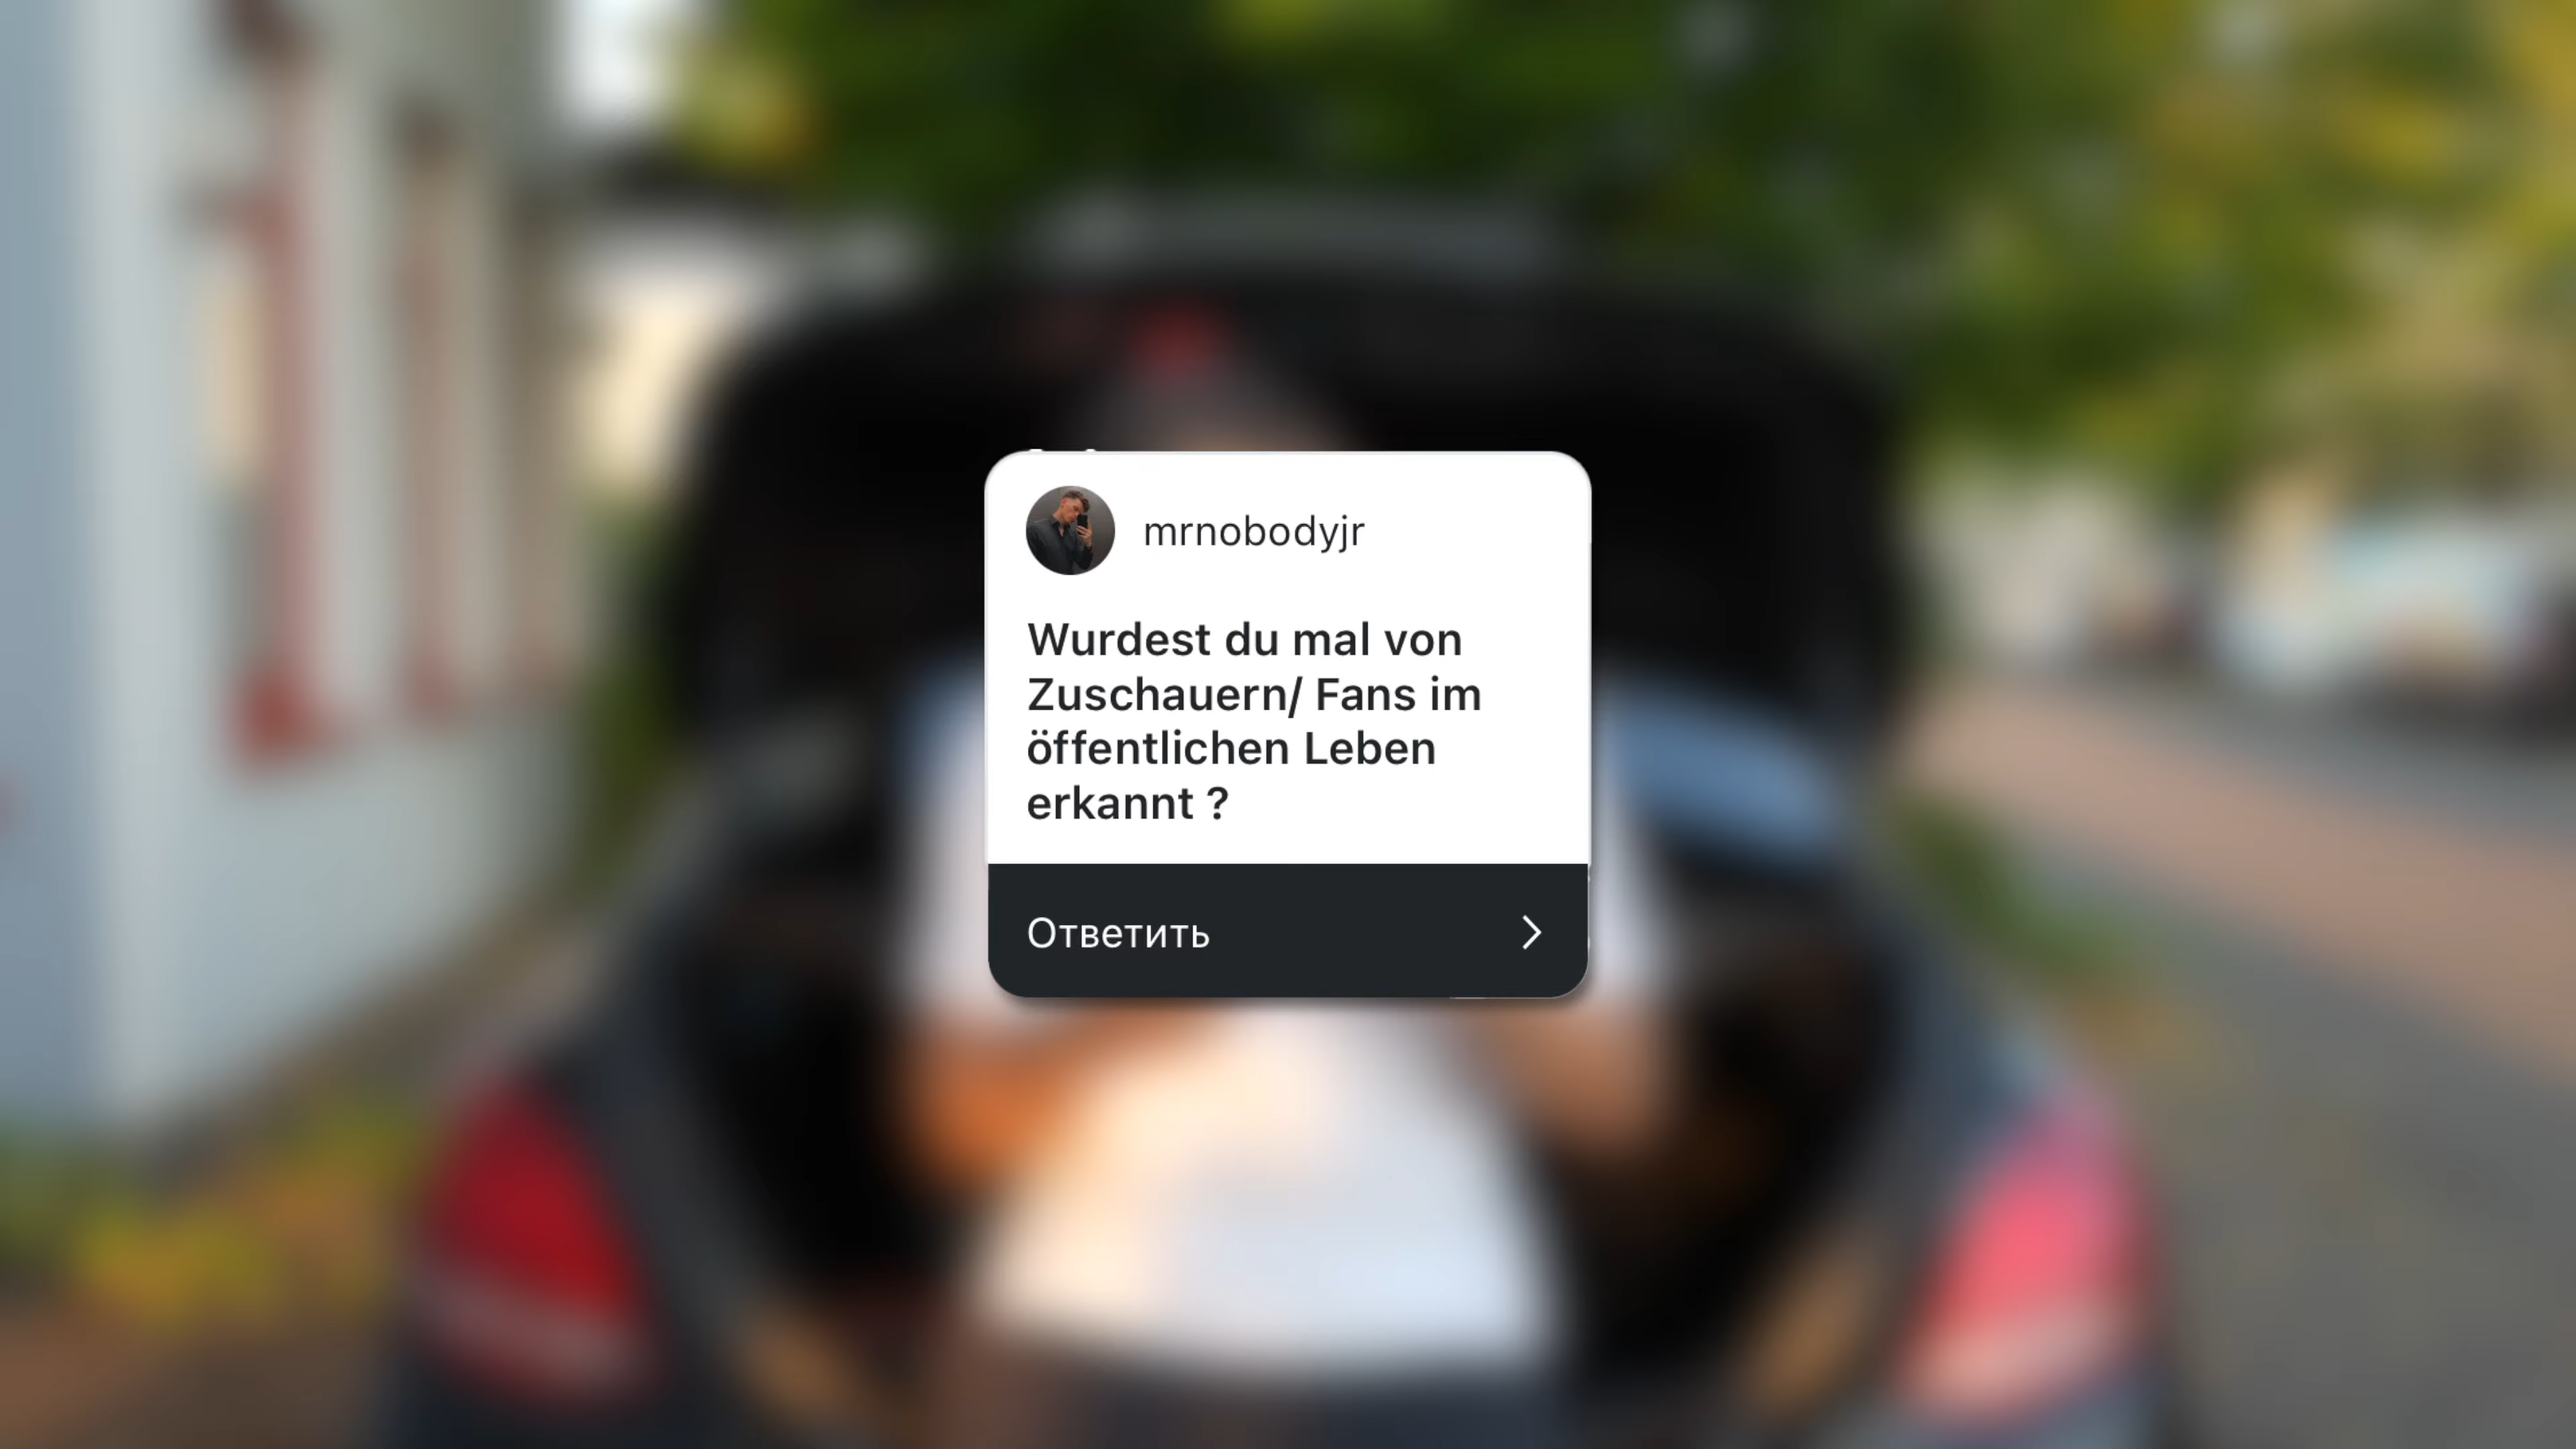 mrnobodyjr
Wurdest du mal von
Zuschauern/ Fans im
öffentlichen Leben
erkannt ?
Ответить